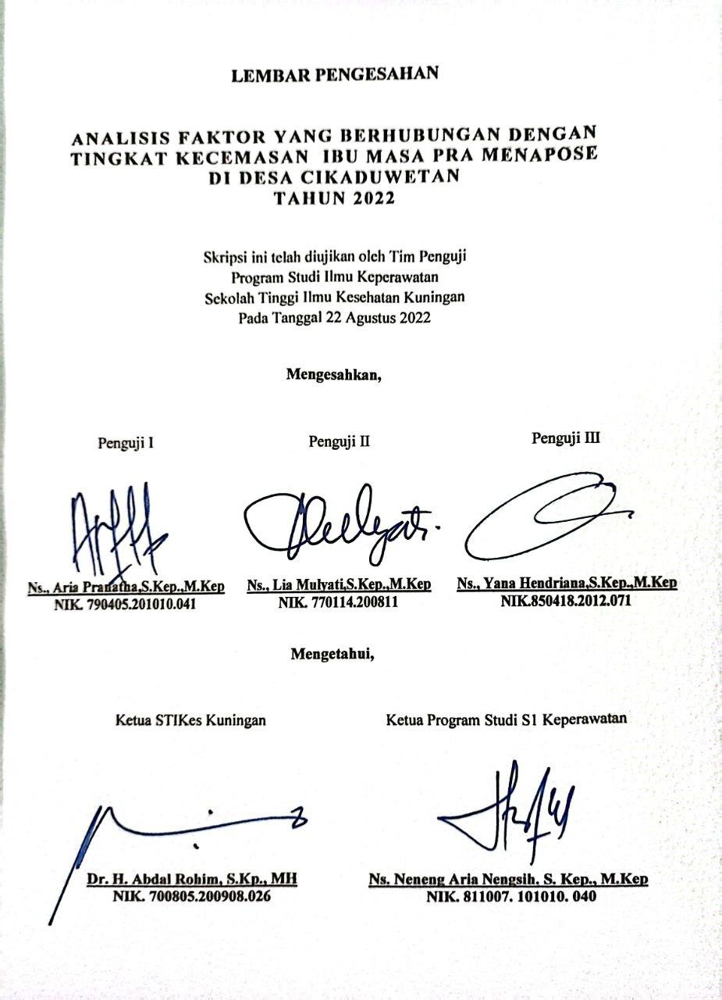 LEMBAR PENGESAHAN
ANALISIS FAKTOR YANG BERHUBUNGAN DENGAN
TINGKAT KECEMASAN IBU MASA PRA MENAPOSE
DI DESA CIKADUWETAN
TAHUN 2022
Skripsi ini telah diujikan oleh Tim Penguji
Program Studi Ilmu Keperawatan
Sekolah Tinggi Ilmu Kesehatan Kuningan
Pada Tanggal 22 Agustus 2022
Mengesahkan,
Penguji I Penguji II Penguji III
Ns., Aria Pranatha,S.Kep.,M.Kep Ns., Lia Mulyati,S.Kep.,M.Kep Ns., Yana Hendriana,S.Kep.,M.Kep
NIK. 790405.201010.041 NIK. 770114.200811 NIK.850418.2012.071
Mengetahui,
Ketua STIKes Kuningan Ketua Program Studi S1 Keperawatan
Dr. H. Abdal Rohim, S.Kp., MH Ns. Neneng Aria Nengsih. S. Kep., M.Kep
NIK. 700805.200908.026 NIK. 811007. 101010. 040